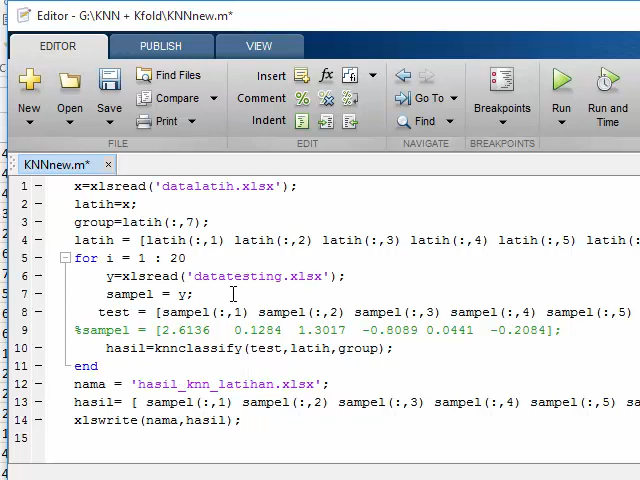 Editor - G:\KNN + Kfold\KNNnew.m*
EDITOR PUBLISH VIEW
New Open Save Find Files Compare Print Insert fx Comment Indent Go To Find Breakpoints Run Run and Time
FILE EDIT NAVIGATE BREAKPOINTS
KNNnew.m* ×
1 x=xlsread('datalatih.xlsx');
2 latih=x;
3 group=latih(:,7);
4 latih = [latih(:,1) latih(:,2) latih(:,3) latih(:,4) latih(:,5) latih(:,
5 for i = 1 : 20
6 y=xlsread('datatesting.xlsx');
7 sampel = y;
8 test = [sampel(:,1) sampel(:,2) sampel(:,3) sampel(:,4) sampel(:,5)
9 %sampel = [2.6136 0.1284 1.3017 -0.8089 0.0441 -0.2084];
10 hasil=knnclassify(test,latih,group);
11 end
12 nama = 'hasil_knn_latihan.xlsx';
13 hasil= [ sampel(:,1) sampel(:,2) sampel(:,3) sampel(:,4) sampel(:,5) sa
14 xlswrite(nama,hasil);
15